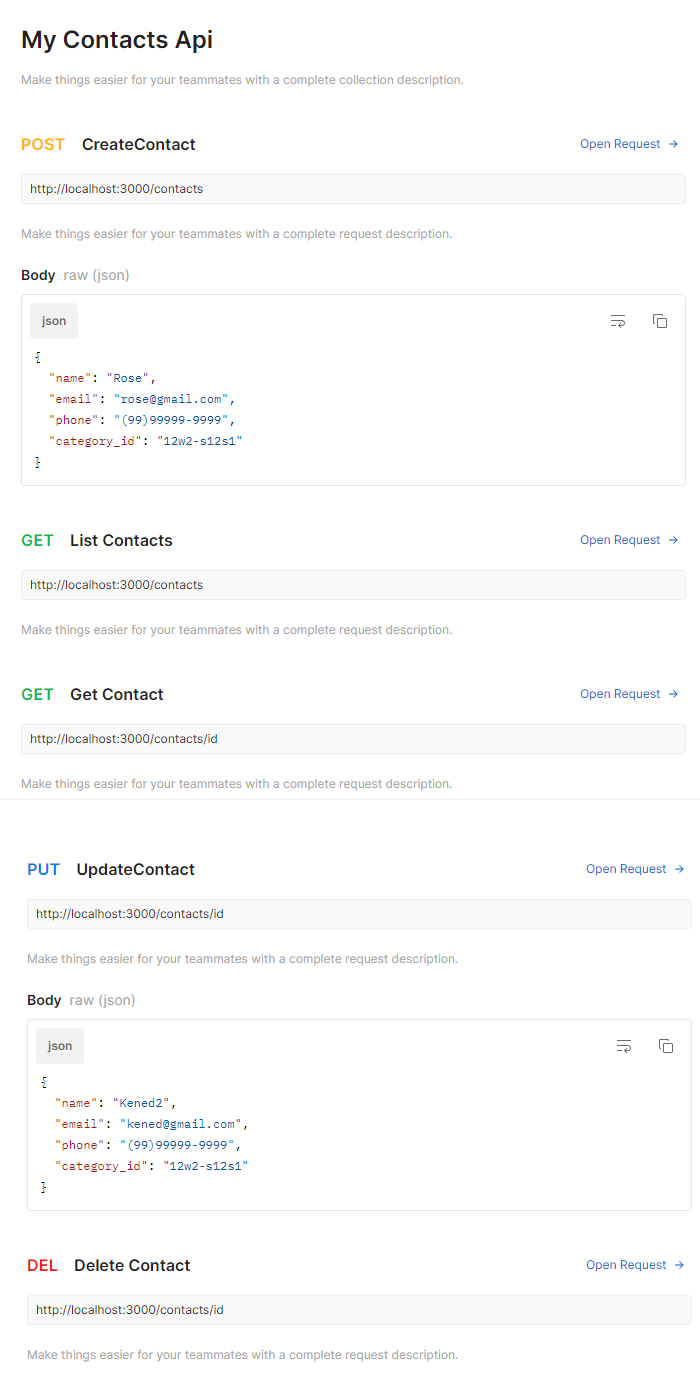 My Contacts Api
Make things easier for your teammates with a complete collection description.
POST CreateContact Open Request →
http://localhost:3000/contacts
Make things easier for your teammates with a complete request description.
Body raw (json)
json
{
"name": "Rose",
"email": "rose@gmail.com",
"phone": "(99)99999-9999",
"category_id": "12w2-s12s1"
}
GET List Contacts Open Request →
http://localhost:3000/contacts
Make things easier for your teammates with a complete request description.
GET Get Contact Open Request →
http://localhost:3000/contacts/id
Make things easier for your teammates with a complete request description.
PUT UpdateContact Open Request →
http://localhost:3000/contacts/id
Make things easier for your teammates with a complete request description.
Body raw (json)
json
{
"name": "Kened2",
"email": "kened@gmail.com",
"phone": "(99)99999-9999",
"category_id": "12w2-s12s1"
}
DEL Delete Contact Open Request →
http://localhost:3000/contacts/id
Make things easier for your teammates with a complete request description.